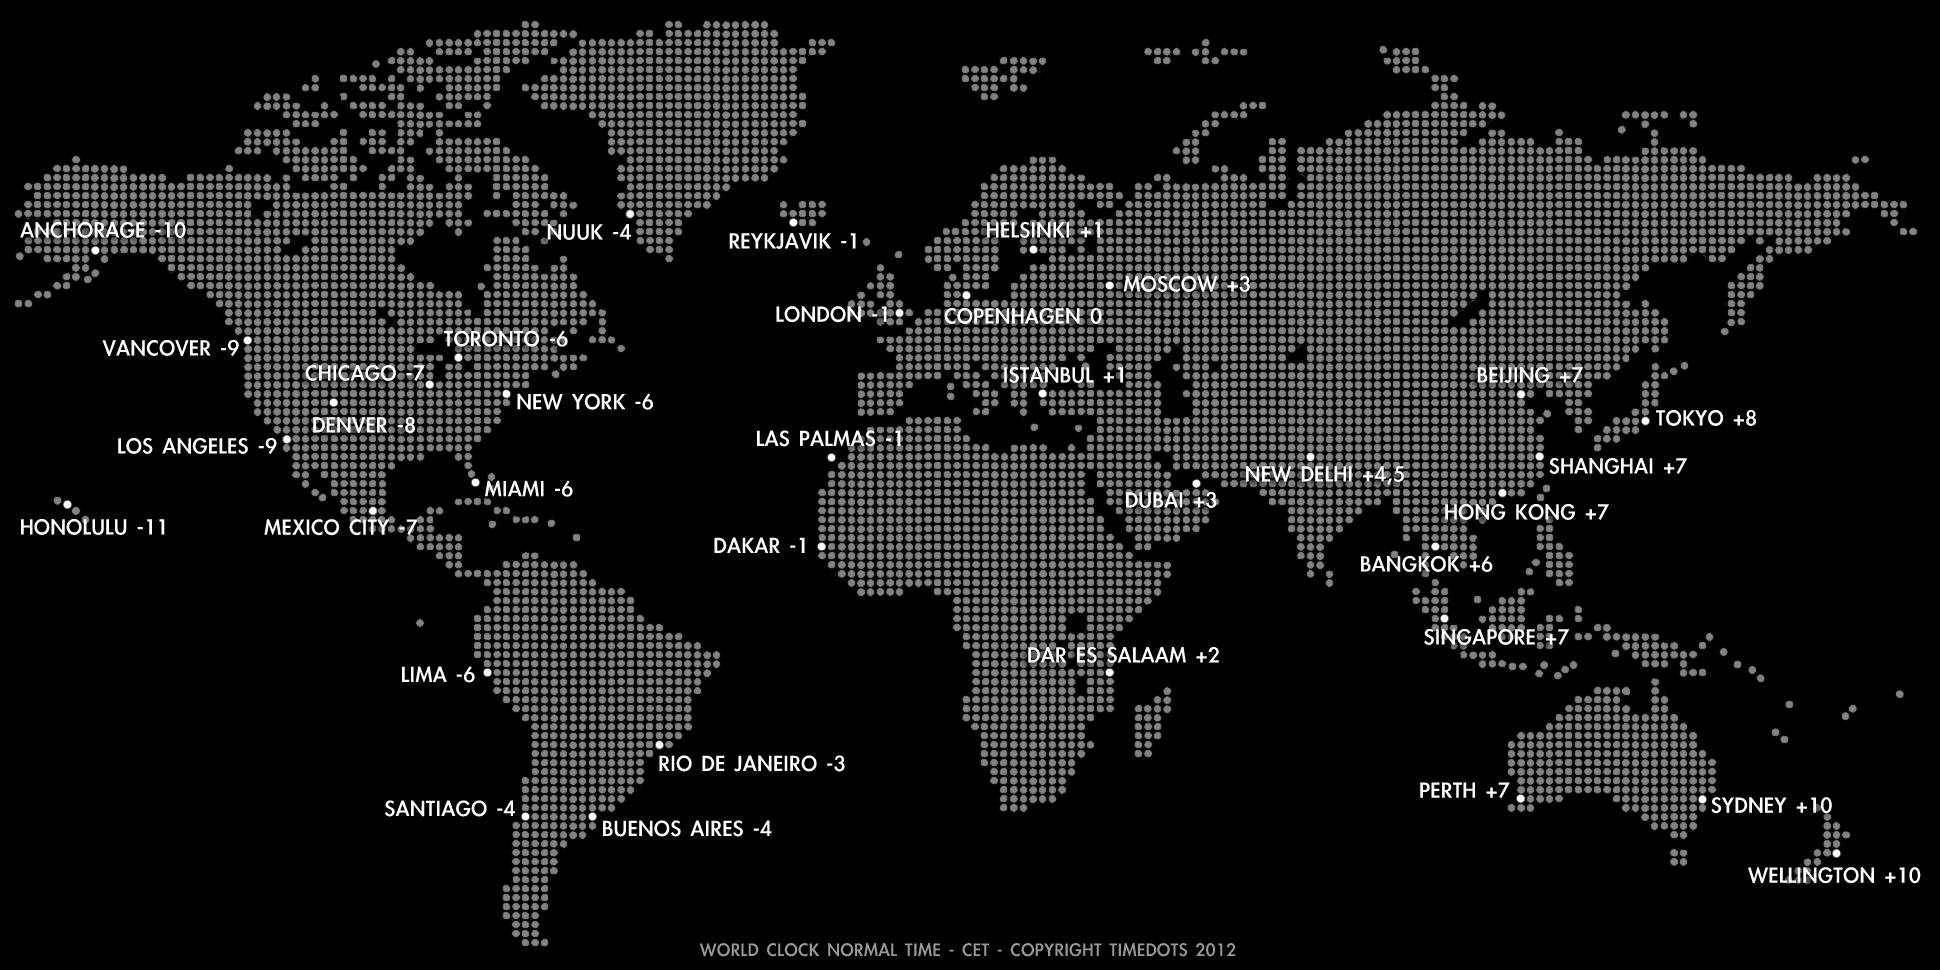 ANCHORAGE -10
NUUK -4
REYKJAVIK -1
HELSINKI +1
MOSCOW +3
LONDON -1
COPENHAGEN 0
VANCOVER -9
TORONTO -6
CHICAGO -7
ISTANBUL +1
BEIJING +7
NEW YORK -6
DENVER -8
TOKYO +8
LOS ANGELES -9
LAS PALMAS -1
SHANGHAI +7
NEW DELHI +4,5
MIAMI -6
DUBAI +3
HONG KONG +7
HONOLULU -11
MEXICO CITY -7
DAKAR -1
BANGKOK +6
SINGAPORE +7
DAR ES SALAAM +2
LIMA -6
RIO DE JANEIRO -3
PERTH +7
SANTIAGO -4
SYDNEY +10
BUENOS AIRES -4
WELLINGTON +10
WORLD CLOCK NORMAL TIME - CET - COPYRIGHT TIMEDOTS 2012